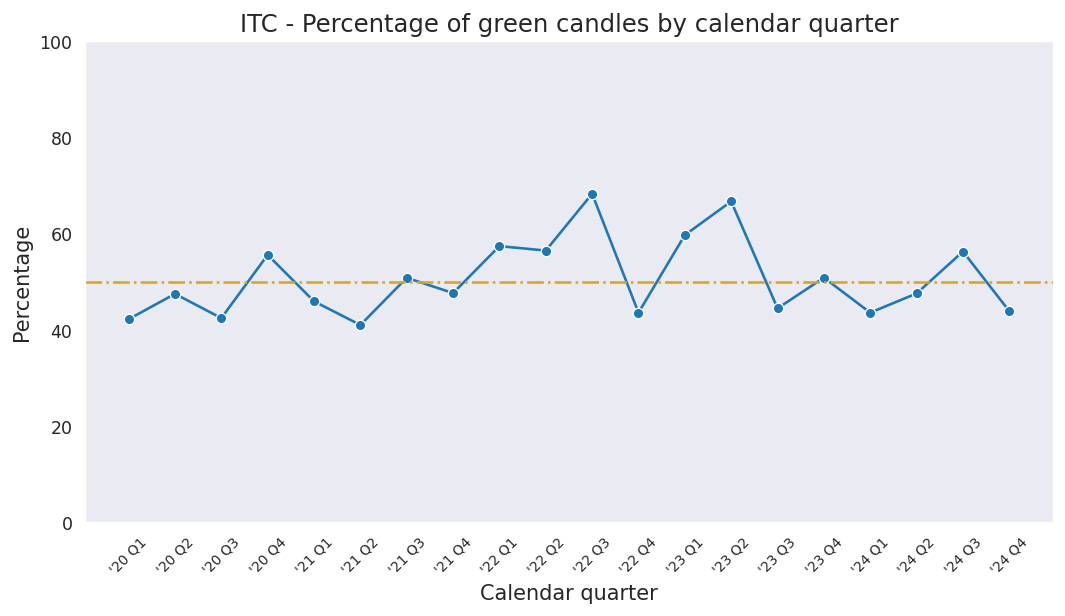 ITC - Percentage of green candles by calendar quarter
100
80
60
40
20
0
Percentage
'20 Q1
'20 Q2
'20 Q3
'20 Q4
'21 Q1
'21 Q2
'21 Q3
'21 Q4
'22 Q1
'22 Q2
'22 Q3
'22 Q4
'23 Q1
'23 Q2
'23 Q3
'23 Q4
'24 Q1
'24 Q2
'24 Q3
'24 Q4
Calendar quarter